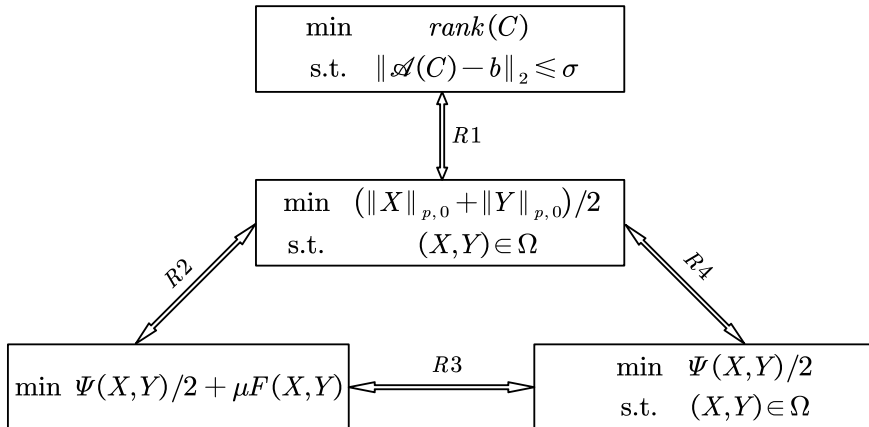 min rank(C)
s.t. ‖𝒜(C)−b‖₂⩽σ
R1
min (‖X‖_{p,0}+‖Y‖_{p,0})/2
s.t. (X,Y)∈Ω
R2
R4
min Ψ(X,Y)/2+μF(X,Y)
R3
min Ψ(X,Y)/2
s.t. (X,Y)∈Ω